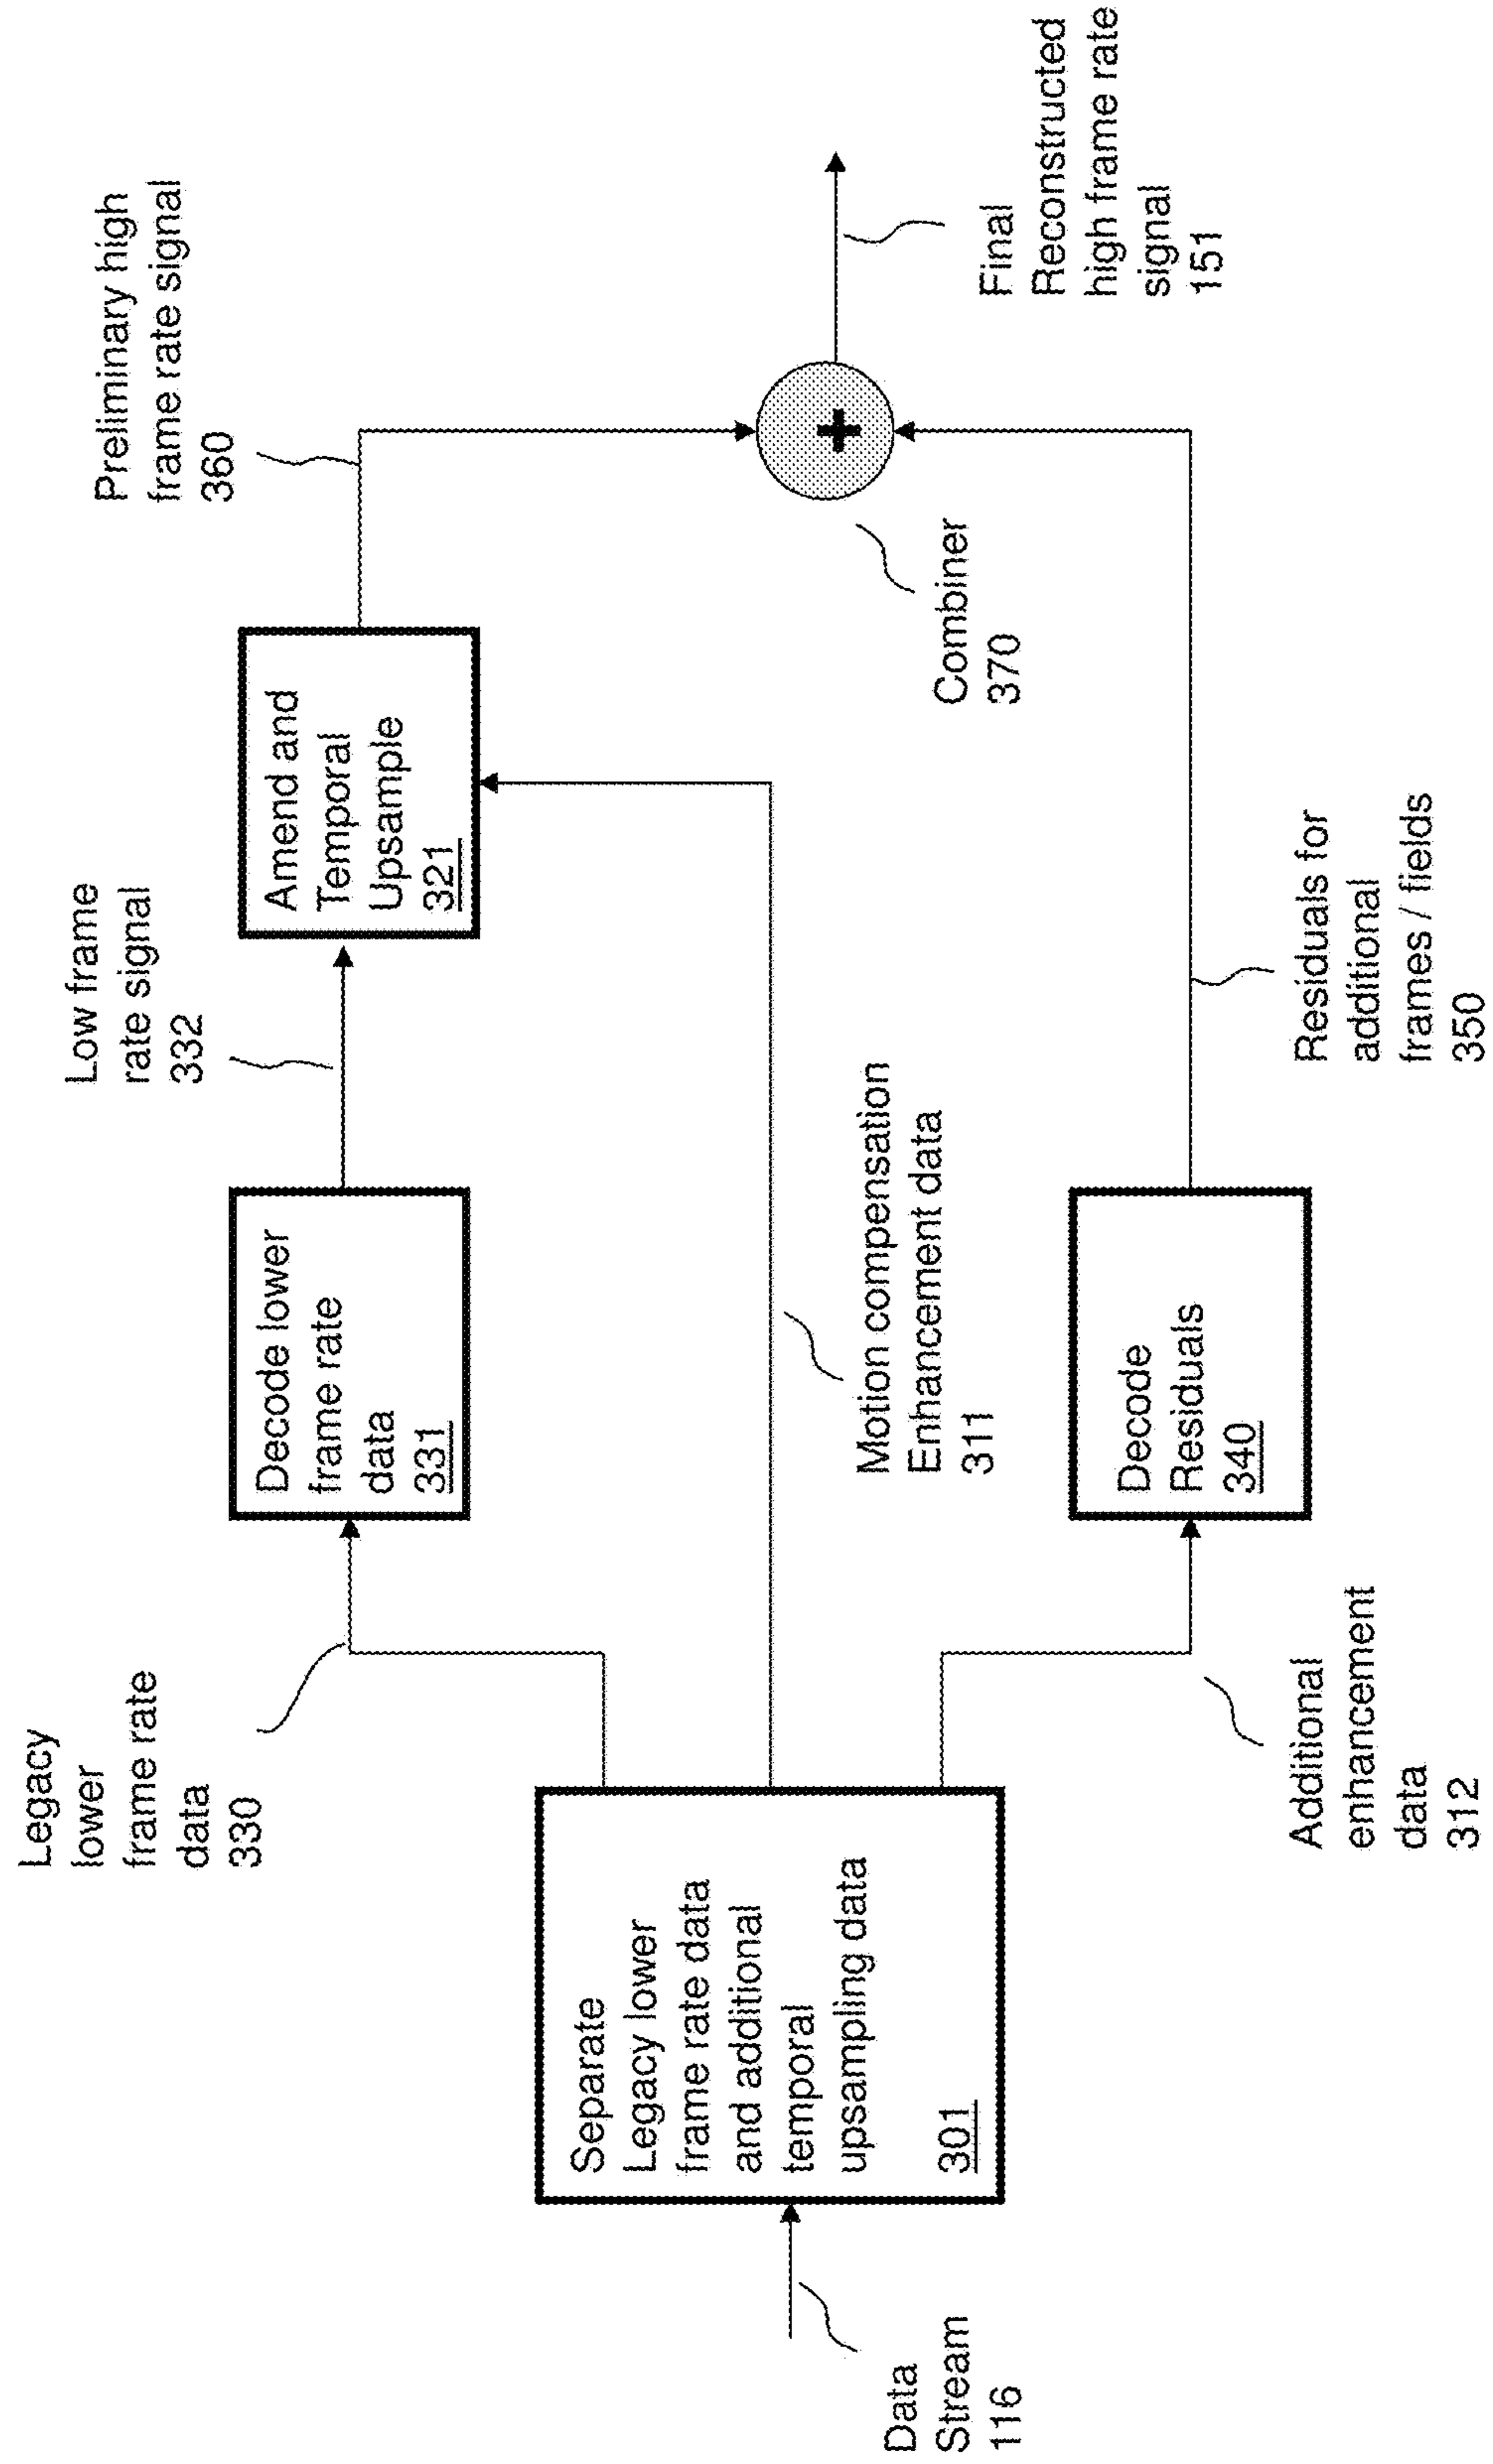 Data
Stream
116
Separate
Legacy lower
frame rate data
and additional
temporal
upsampling data
301
Legacy
lower
frame rate
data
330
Decode lower
frame rate
data
331
Low frame
rate signal
332
Amend and
Temporal
Upsample
321
Preliminary high
frame rate signal
360
Motion compensation
Enhancement data
311
Additional
enhancement
data
312
Decode
Residuals
340
Residuals for
additional
frames / fields
350
Combiner
370
+
Final
Reconstructed
high frame rate
signal
151